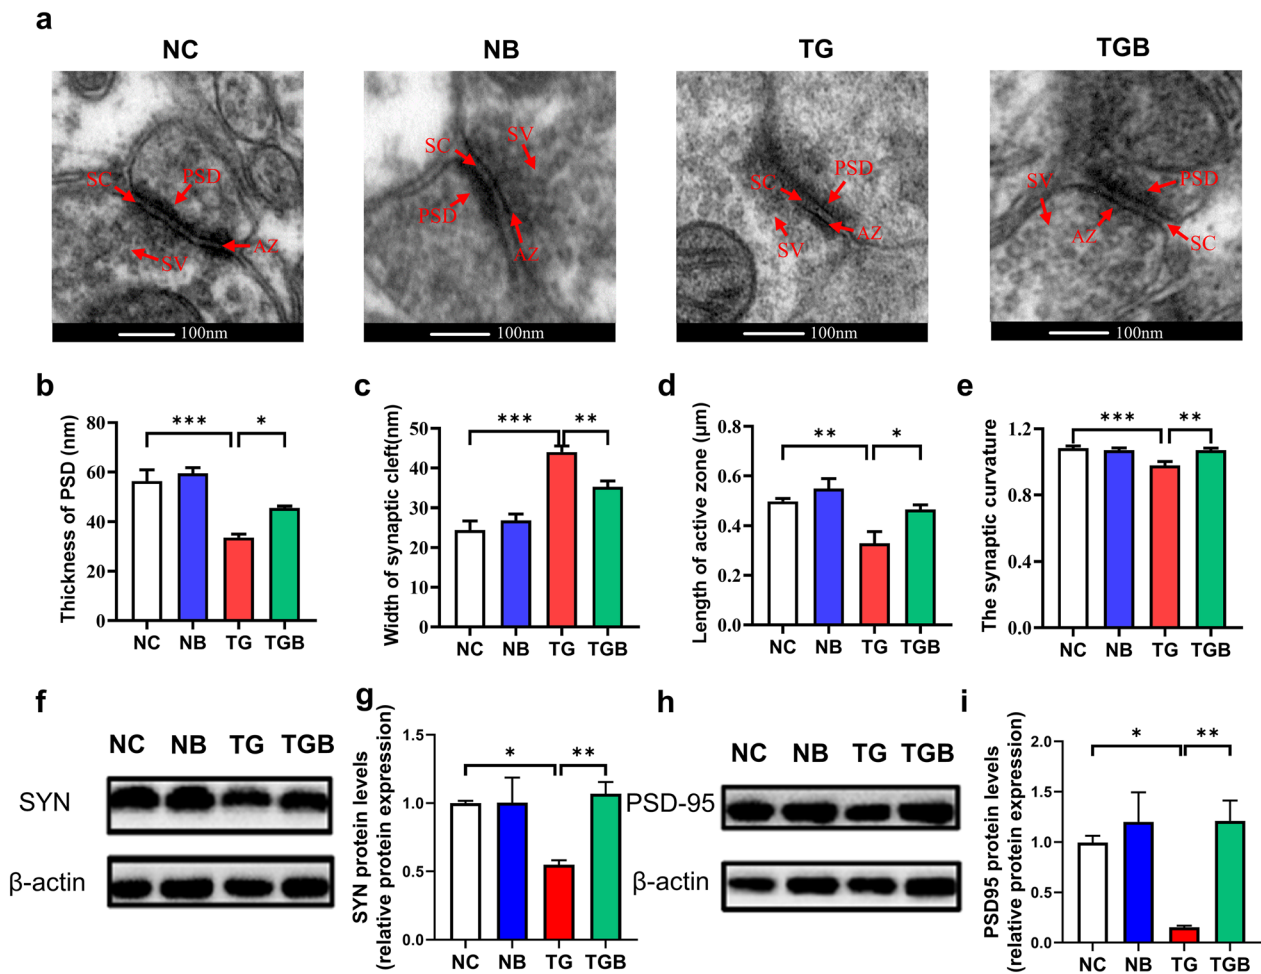 a
NC
NB
TG
TGB
SC
PSD
SV
AZ
100nm
SV
SC
PSD
AZ
100nm
PSD
SC
AZ
SV
100nm
SV
PSD
AZ
SC
100nm
b
Thickness of PSD (nm)
80
60
40
20
0
***
*
NC NB TG TGB
c
Width of synaptic cleft(nm)
50
40
30
20
10
0
***
**
NC NB TG TGB
d
Length of active zone (μm)
0.8
0.6
0.4
0.2
0.0
**
*
NC NB TG TGB
e
The synaptic curvature
1.2
0.8
0.4
0.0
***
**
NC NB TG TGB
f
NC NB TG TGB
SYN
β-actin
g
SYN protein levels
(relative protein expression)
1.5
1.0
0.5
0.0
*
**
NC NB TG TGB
h
NC NB TG TGB
PSD-95
β-actin
i
PSD95 protein levels
(relative protein expression)
2.0
1.5
1.0
0.5
0.0
*
**
NC NB TG TGB